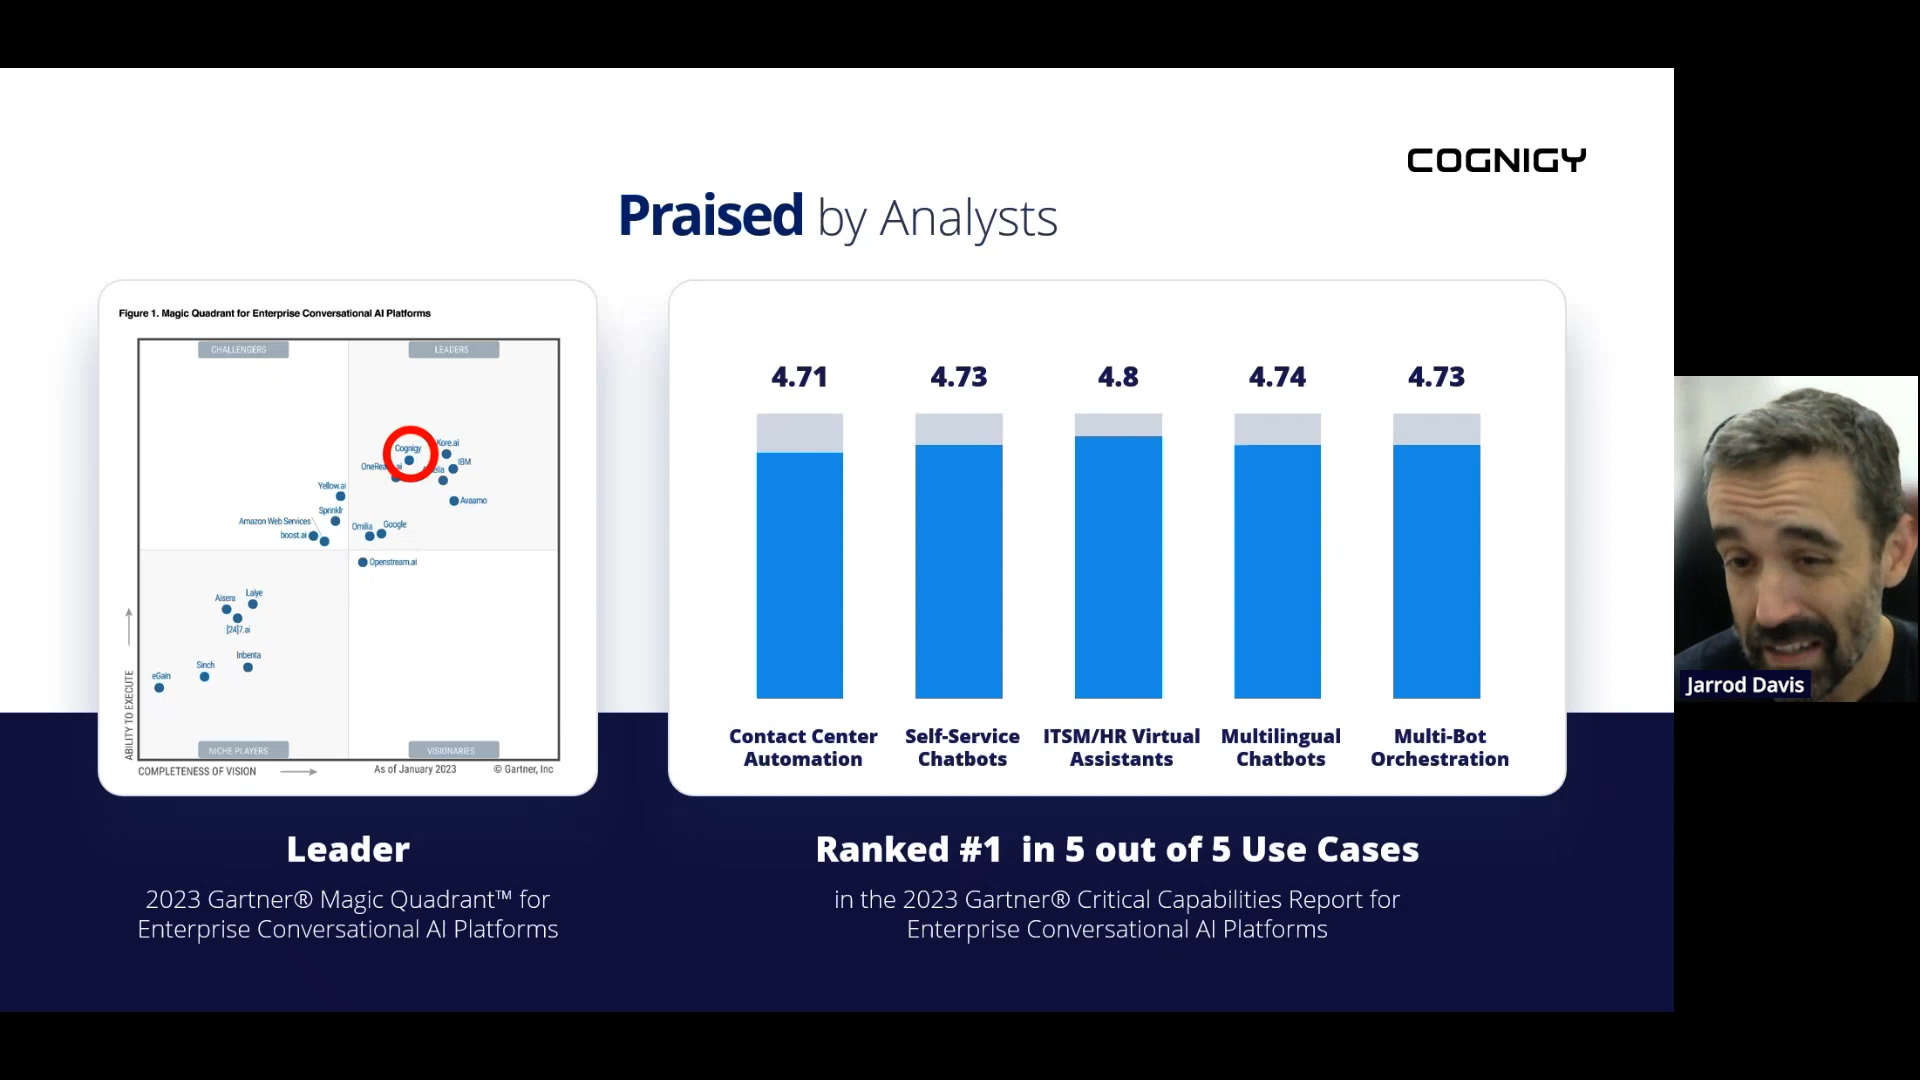 COGNIGY
Praised by Analysts
Figure 1. Magic Quadrant for Enterprise Conversational AI Platforms
CHALLENGERS
LEADERS
Cognigy
Kore.ai
IBM
Avaamo
Yellow.ai
Sprinklr
Amazon Web Services
boost.ai
Omilia
Google
Openstream.ai
Aisera
Laiye
[24]7.ai
Inbenta
Sinch
eGain
ABILITY TO EXECUTE
NICHE PLAYERS
VISIONARIES
COMPLETENESS OF VISION
As of January 2023
© Gartner, Inc
4.71
4.73
4.8
4.74
4.73
Contact Center
Automation
Self-Service
Chatbots
ITSM/HR Virtual
Assistants
Multilingual
Chatbots
Multi-Bot
Orchestration
Leader
2023 Gartner® Magic Quadrant™ for
Enterprise Conversational AI Platforms
Ranked #1 in 5 out of 5 Use Cases
in the 2023 Gartner® Critical Capabilities Report for
Enterprise Conversational AI Platforms
Jarrod Davis